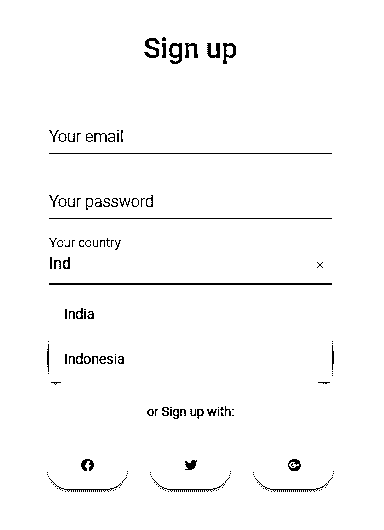 Sign up
Your email
Your password
Your country
Ind ×
India
Indonesia
or Sign up with: